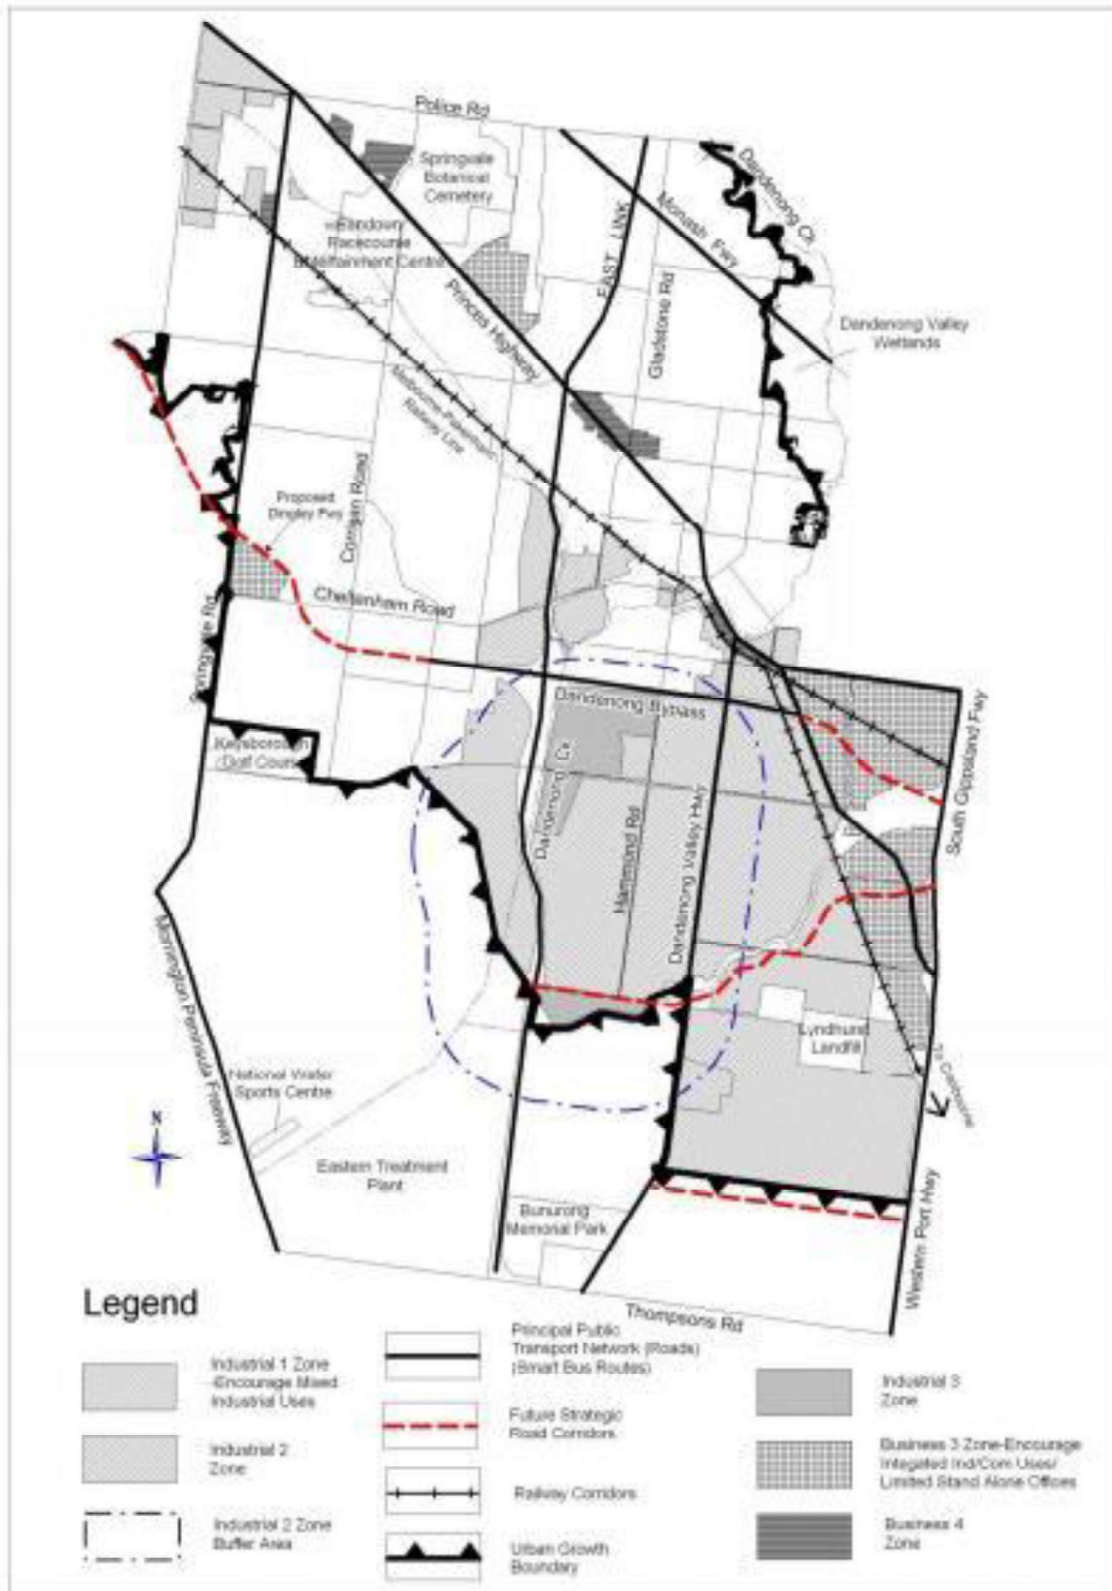 Police Rd
Springvale
Botanical
Cemetery
Dandenong Ck
Monash Fwy
EAST LINK
Sandown
Racecourse
Entertainment Centre
Princes Highway
Gladstone Rd
Dandenong Valley
Wetlands
Melbourne-Pakenham
Railway Line
Corrigan Road
Proposed
Dingley Fwy
Cheltenham Road
Springvale Rd
Dandenong Bypass
Keysborough
Golf Course
Dandenong Ck
Hammond Rd
Dandenong Valley Hwy
South Gippsland Fwy
Mornington Peninsula Freeway
Lyndhurst
Landfill
To Cranbourne
National Water
Sports Centre
N
Eastern Treatment
Plant
Bunurong
Memorial Park
Western Port Hwy
Thompsons Rd
Legend
Industrial 1 Zone
-Encourage Mixed
Industrial Uses
Industrial 2
Zone
Industrial 2 Zone
Buffer Area
Principal Public
Transport Network (Roads)
(Smart Bus Routes)
Future Strategic
Road Corridors
Railway Corridors
Urban Growth
Boundary
Industrial 3
Zone
Business 3 Zone-Encourage
Integated Ind/Com Uses/
Limited Stand Alone Offices
Business 4
Zone